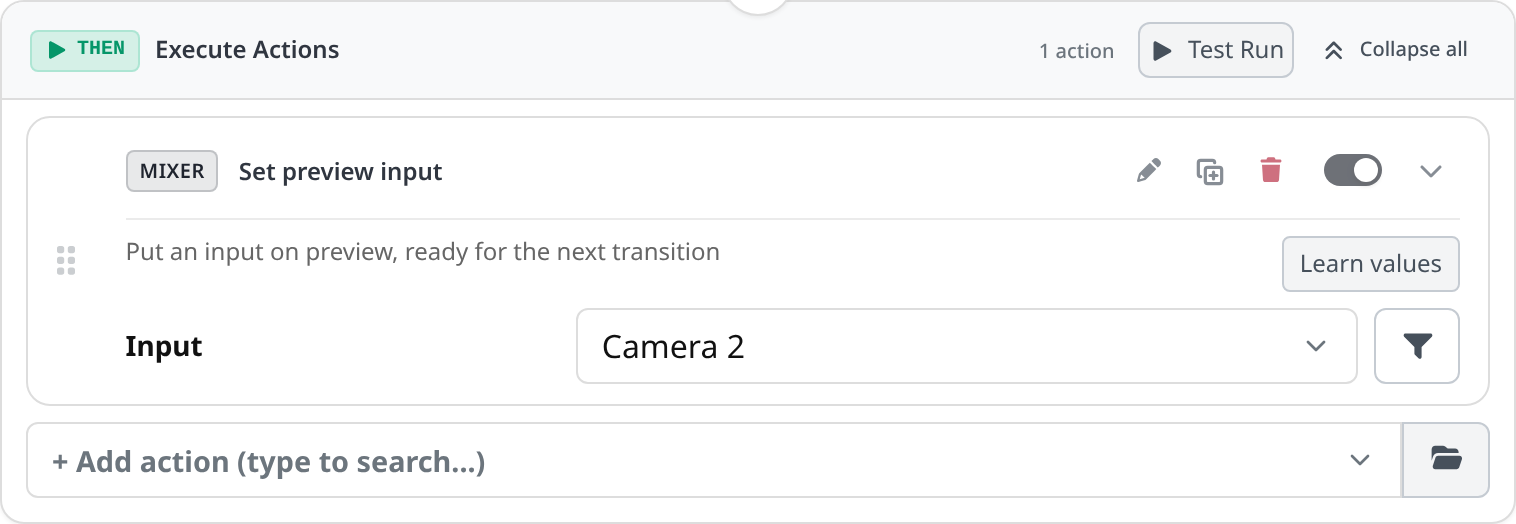 THEN Execute Actions 1 action Test Run Collapse all
MIXER Set preview input
Put an input on preview, ready for the next transition
Learn values
Input Camera 2
+ Add action (type to search...)